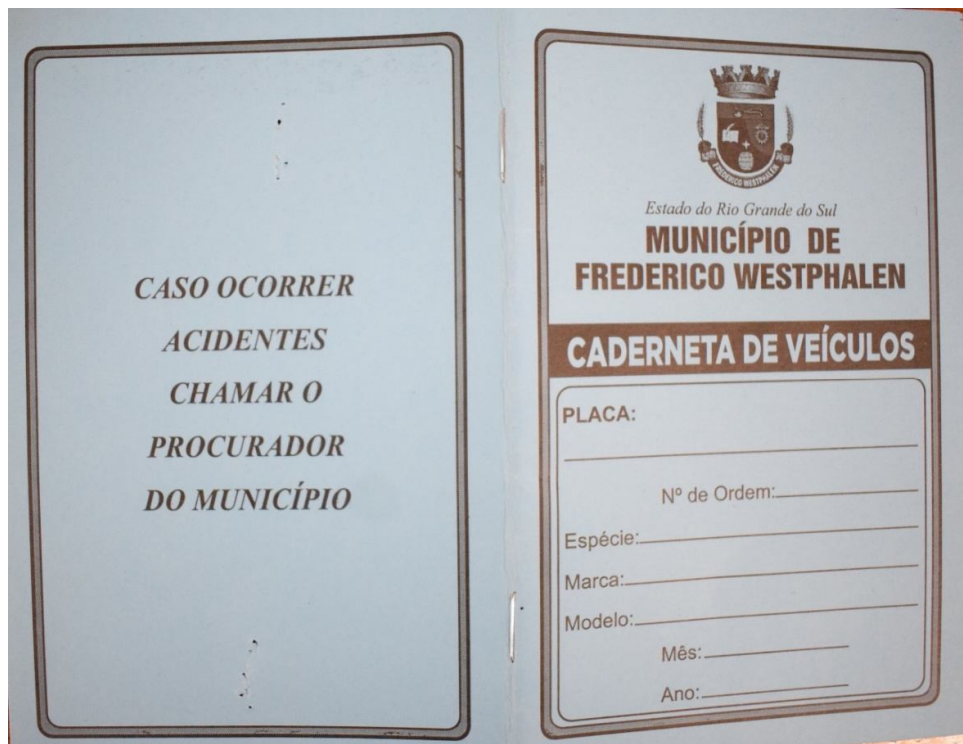 CASO OCORRER
ACIDENTES
CHAMAR O
PROCURADOR
DO MUNICÍPIO
FREDERICO WESTPHALEN
Estado do Rio Grande do Sul
MUNICÍPIO DE
FREDERICO WESTPHALEN
CADERNETA DE VEÍCULOS
PLACA:
Nº de Ordem:
Espécie:
Marca:
Modelo:
Mês:
Ano: